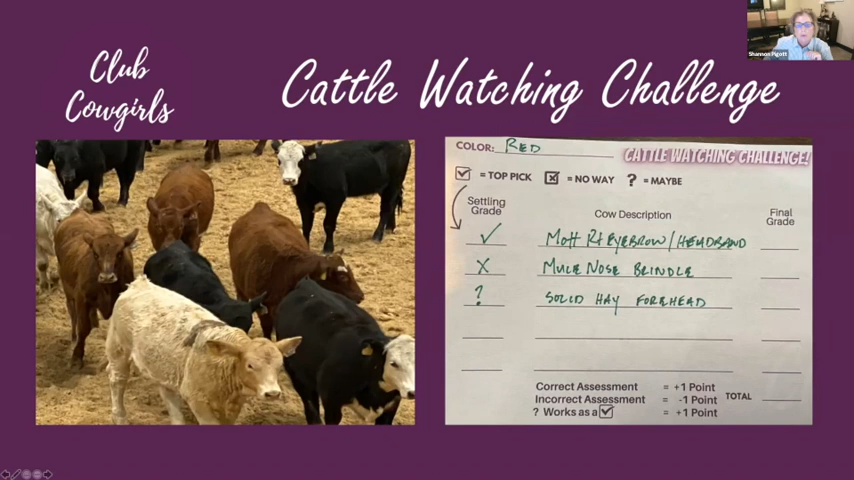 Shannon Pigott
Club
Cowgirls
Cattle Watching Challenge
COLOR: RED
CATTLE WATCHING CHALLENGE!
= TOP PICK = NO WAY ? = MAYBE
Settling
Grade
Cow Description
Final
Grade
✓ MOTT RT EYEBROW/HEADBAND
X MULE NOSE BRINDLE
? SOLID HAY FOREHEAD
Correct Assessment = +1 Point
Incorrect Assessment = -1 Point TOTAL
? Works as a ☑ = +1 Point